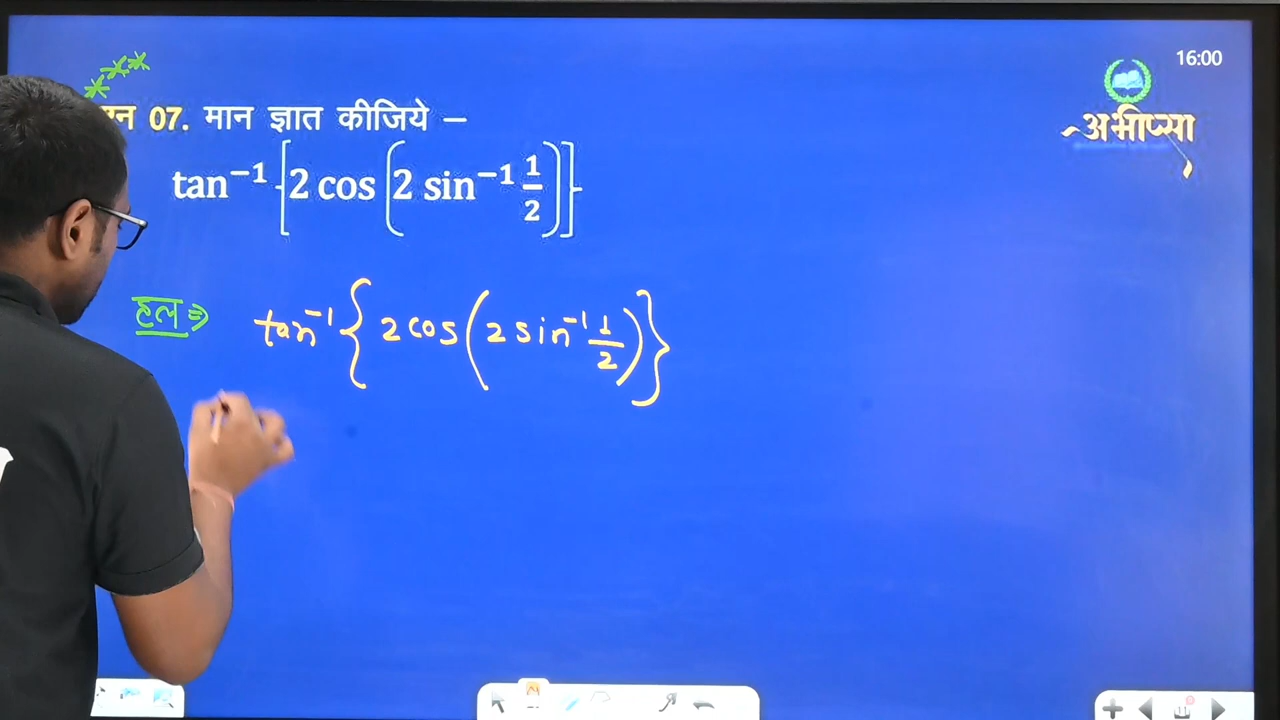 16:00
अभीप्सा
07. मान ज्ञात कीजिये –
tan⁻¹ [2 cos (2 sin⁻¹ 1/2)]
हल ⇒ tan⁻¹ { 2 cos ( 2 sin⁻¹ 1/2 ) }